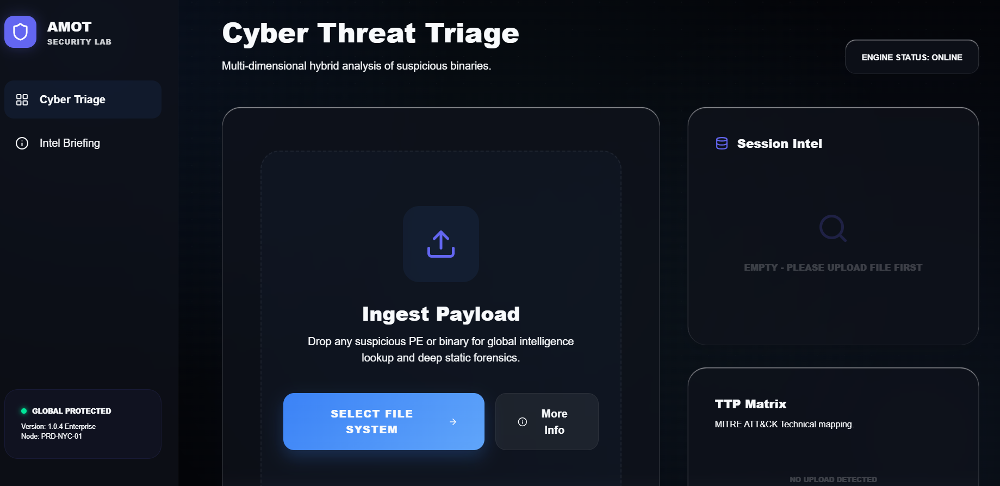 AMOT
SECURITY LAB
Cyber Triage
Intel Briefing
GLOBAL PROTECTED
Version: 1.0.4 Enterprise
Node: PRD-NYC-01
Cyber Threat Triage
Multi-dimensional hybrid analysis of suspicious binaries.
ENGINE STATUS: ONLINE
Ingest Payload
Drop any suspicious PE or binary for global intelligence
lookup and deep static forensics.
SELECT FILE
SYSTEM
More
Info
Session Intel
EMPTY - PLEASE UPLOAD FILE FIRST
TTP Matrix
MITRE ATT&CK Technical mapping.
NO UPLOAD DETECTED